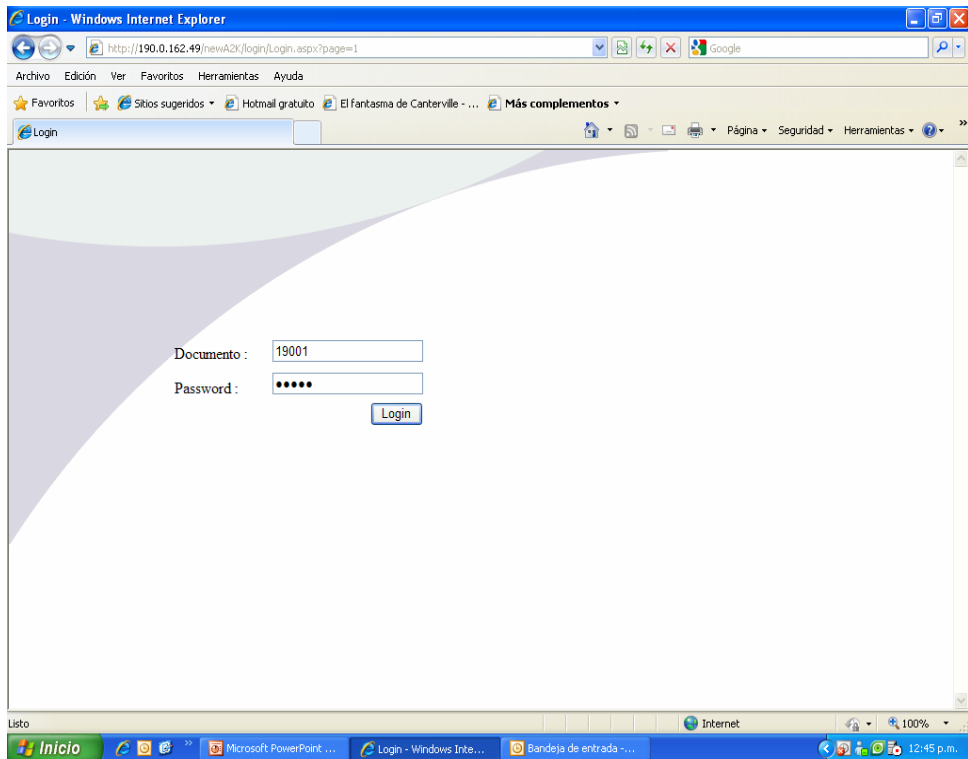 Login - Windows Internet Explorer
http://190.0.162.49/newA2K/login/Login.aspx?page=1
Google
Archivo Edición Ver Favoritos Herramientas Ayuda
Favoritos Sitios sugeridos Hotmail gratuito El fantasma de Canterville - ... Más complementos
Login
Página Seguridad Herramientas »
Documento :
19001
Password :
•••••
Login
Listo
Internet
100%
Inicio
»
Microsoft PowerPoint ...
Login - Windows Inte...
Bandeja de entrada -...
12:45 p.m.